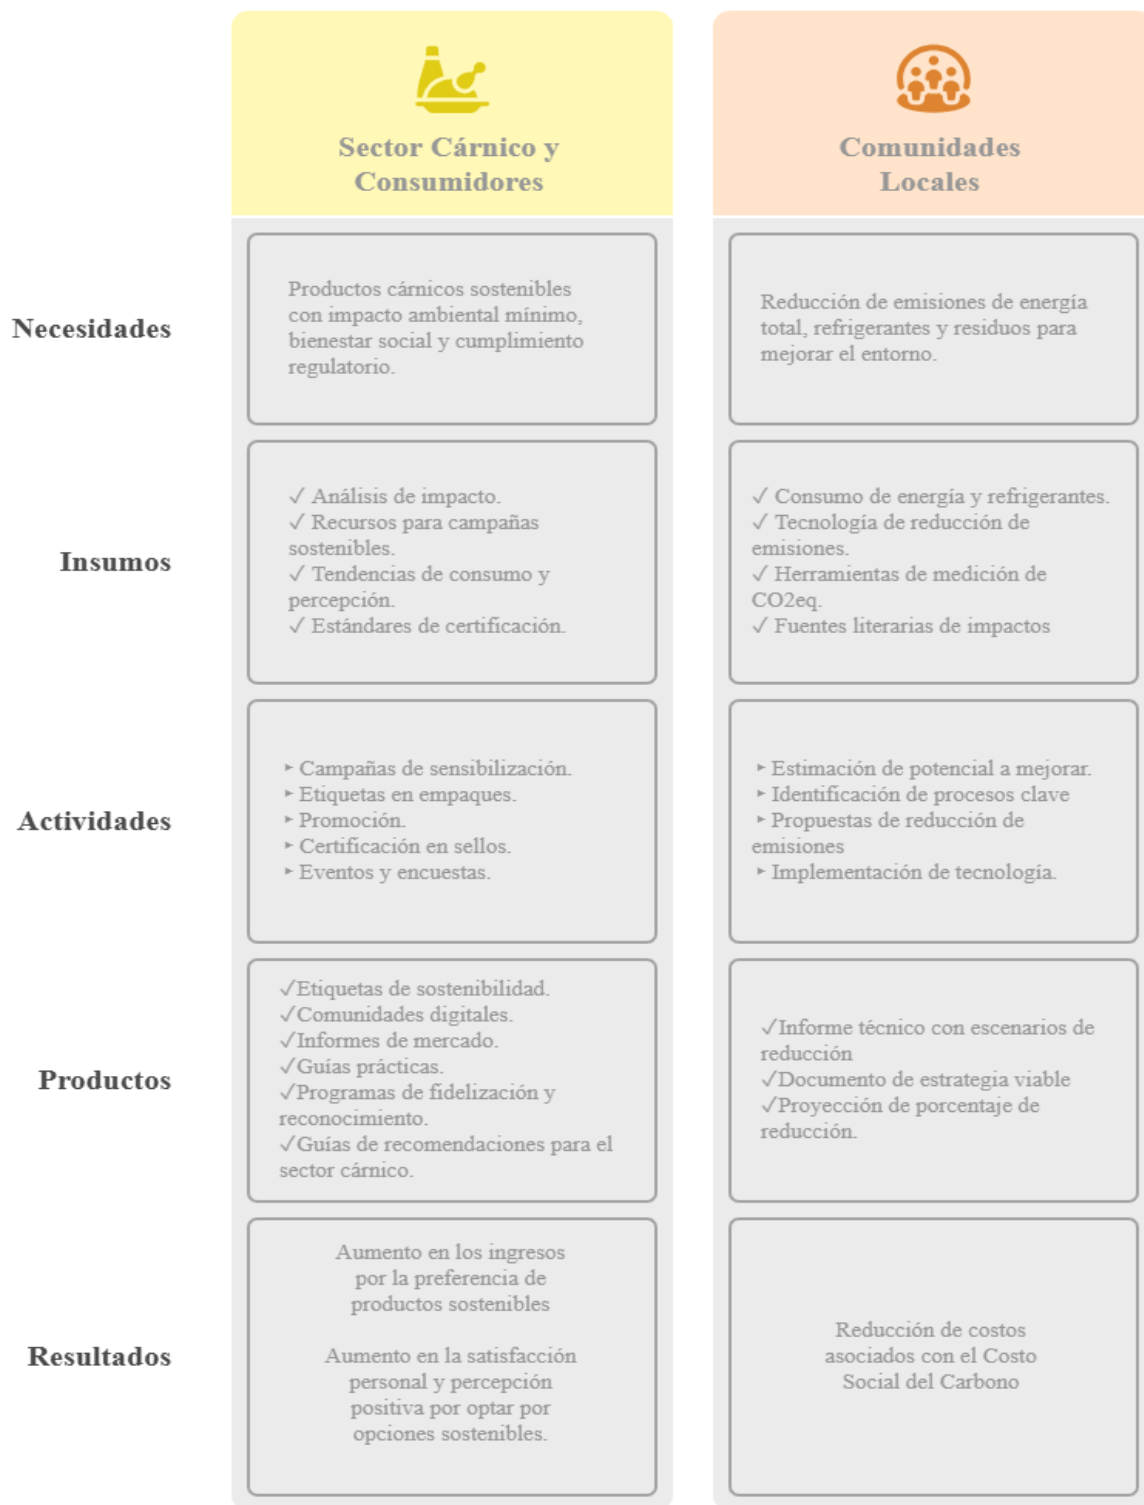 Sector Cárnico y
Consumidores
Comunidades
Locales
Necesidades
Productos cárnicos sostenibles
con impacto ambiental mínimo,
bienestar social y cumplimiento
regulatorio.
Reducción de emisiones de energía
total, refrigerantes y residuos para
mejorar el entorno.
Insumos
✓ Análisis de impacto.
✓ Recursos para campañas
sostenibles.
✓ Tendencias de consumo y
percepción.
✓ Estándares de certificación.
✓ Consumo de energía y refrigerantes.
✓ Tecnología de reducción de
emisiones.
✓ Herramientas de medición de
CO2eq.
✓ Fuentes literarias de impactos
Actividades
‣ Campañas de sensibilización.
‣ Etiquetas en empaques.
‣ Promoción.
‣ Certificación en sellos.
‣ Eventos y encuestas.
‣ Estimación de potencial a mejorar.
‣ Identificación de procesos clave
‣ Propuestas de reducción de
emisiones
‣ Implementación de tecnología.
Productos
✓Etiquetas de sostenibilidad.
✓Comunidades digitales.
✓Informes de mercado.
✓Guías prácticas.
✓Programas de fidelización y
reconocimiento.
✓Guías de recomendaciones para el
sector cárnico.
✓Informe técnico con escenarios de
reducción
✓Documento de estrategia viable
✓Proyección de porcentaje de
reducción.
Resultados
Aumento en los ingresos
por la preferencia de
productos sostenibles
Aumento en la satisfacción
personal y percepción
positiva por optar por
opciones sostenibles.
Reducción de costos
asociados con el Costo
Social del Carbono